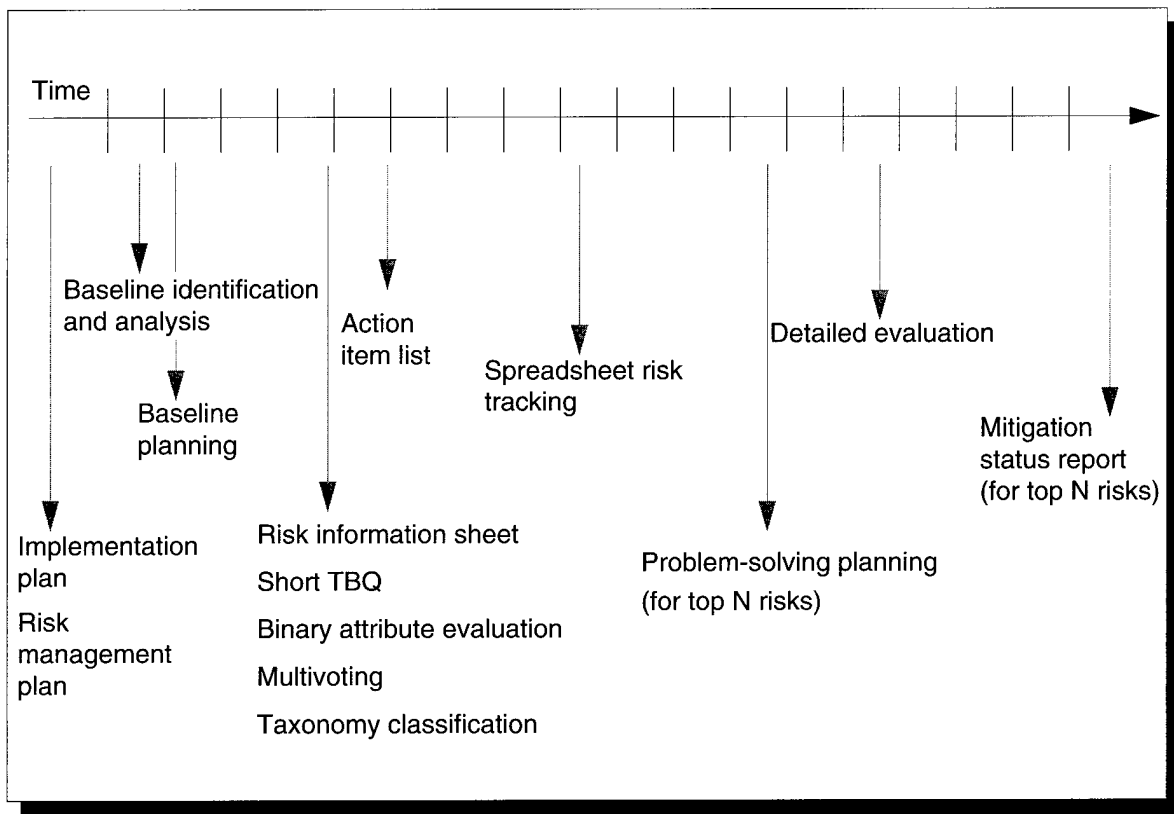 Time
Baseline identification
and analysis
Baseline
planning
Implementation
plan
Risk
management
plan
Risk information sheet
Short TBQ
Binary attribute evaluation
Multivoting
Taxonomy classification
Action
item list
Spreadsheet risk
tracking
Problem-solving planning
(for top N risks)
Detailed evaluation
Mitigation
status report
(for top N risks)